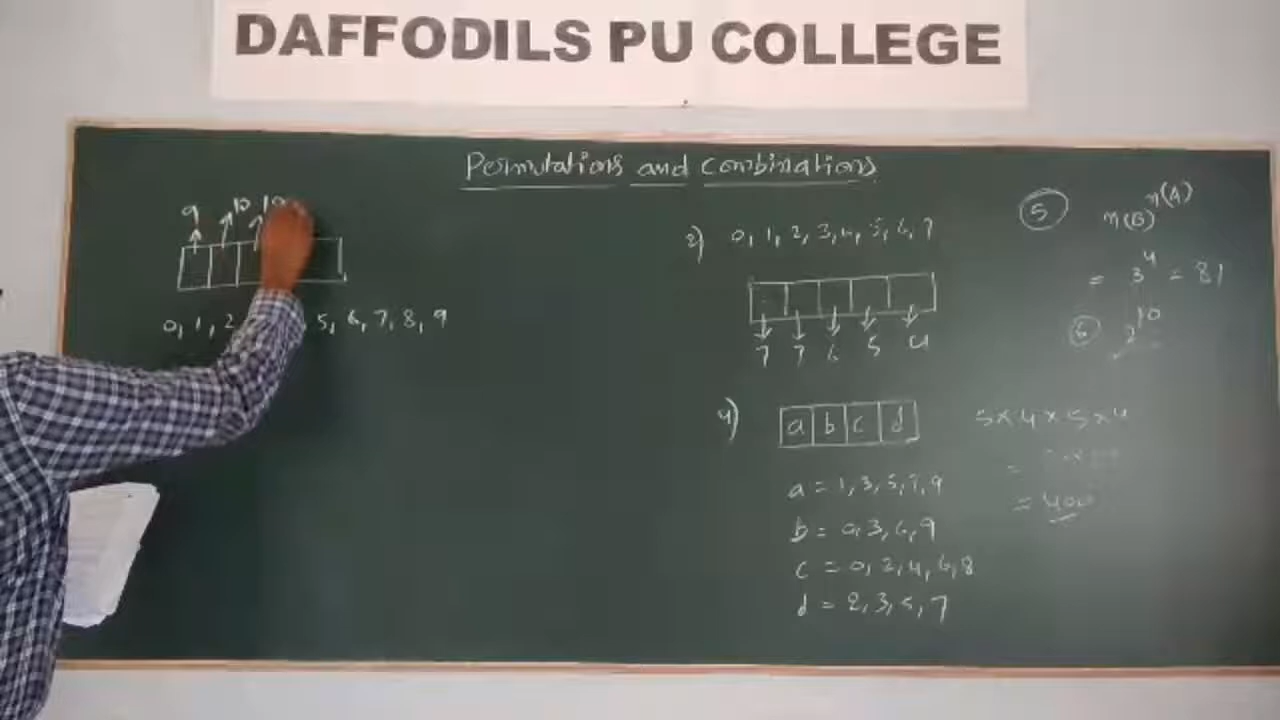 DAFFODILS PU COLLEGE
Permutations and Combinations
9 10 10
0, 1, 2 5, 6, 7, 8, 9
2) 0, 1, 2, 3, 4, 5, 6, 7
7 7 6 5 4
4) a b c d
a = 1, 3, 5, 7, 9
b = 0, 3, 6, 9
c = 0, 2, 4, 6, 8
d = 2, 3, 5, 7
5 n(B)^n(A)
= 3^4 = 81
6 2^10
5 x 4 x 5 x 4
=
= 400